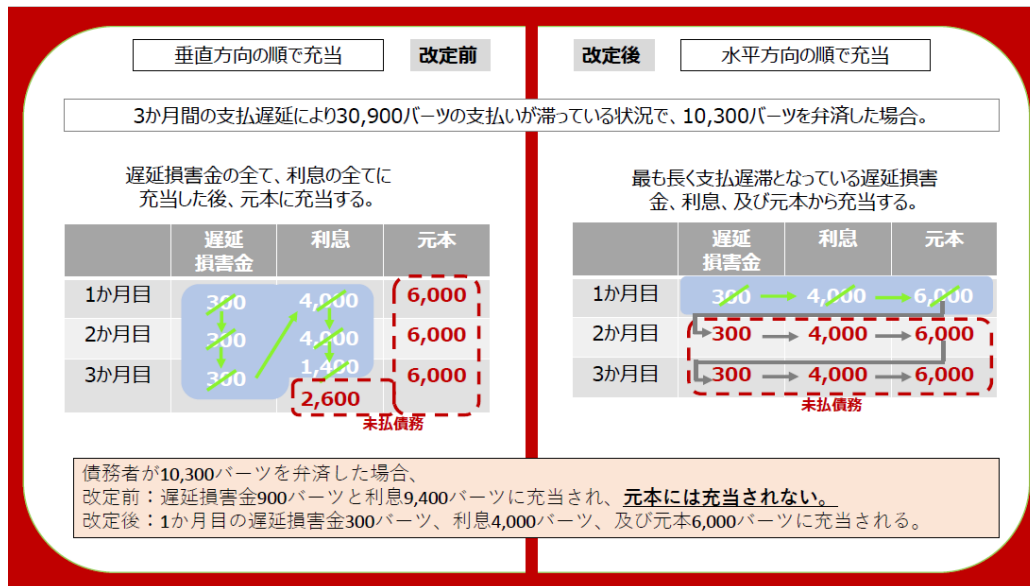 垂直方向の順で充当
改定前
改定後
水平方向の順で充当
3か月間の支払遅延により30,900バーツの支払いが滞っている状況で、10,300バーツを弁済した場合。
遅延損害金の全て、利息の全てに
充当した後、元本に充当する。
遅延
損害金
利息
元本
1か月目
300
4,000
6,000
2か月目
300
4,000
6,000
3か月目
300
1,400
6,000
2,600
未払債務
最も長く支払遅滞となっている遅延損害
金、利息、及び元本から充当する。
遅延
損害金
利息
元本
1か月目
300
4,000
6,000
2か月目
300
4,000
6,000
3か月目
300
4,000
6,000
未払債務
債務者が10,300バーツを弁済した場合、
改定前：遅延損害金900バーツと利息9,400バーツに充当され、元本には充当されない。
改定後：1か月目の遅延損害金300バーツ、利息4,000バーツ、及び元本6,000バーツに充当される。